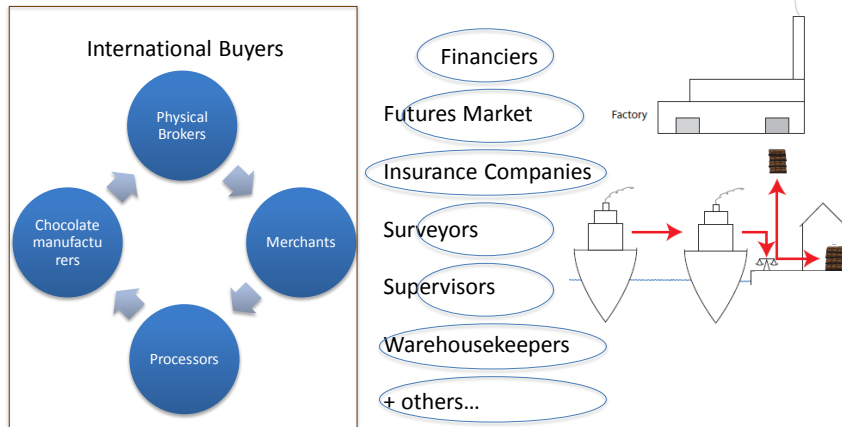 International Buyers
Physical
Brokers
Merchants
Processors
Chocolate
manufactu
rers
Financiers
Futures Market
Insurance Companies
Surveyors
Supervisors
Warehousekeepers
+ others…
Factory